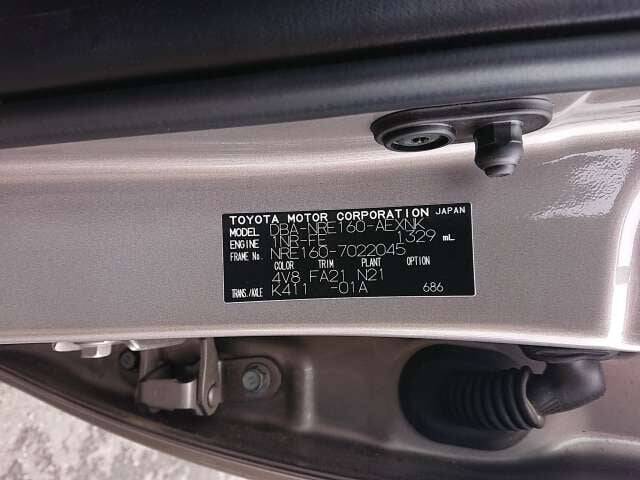 TOYOTA MOTOR CORPORATION JAPAN
MODEL DBA-NRE160-AEXNK
ENGINE 1NR-FE 1329 mL
FRAME No. NRE160-7022045
COLOR TRIM PLANT OPTION
4V8 FA21 N21
TRANS./AXLE K411 -01A 686